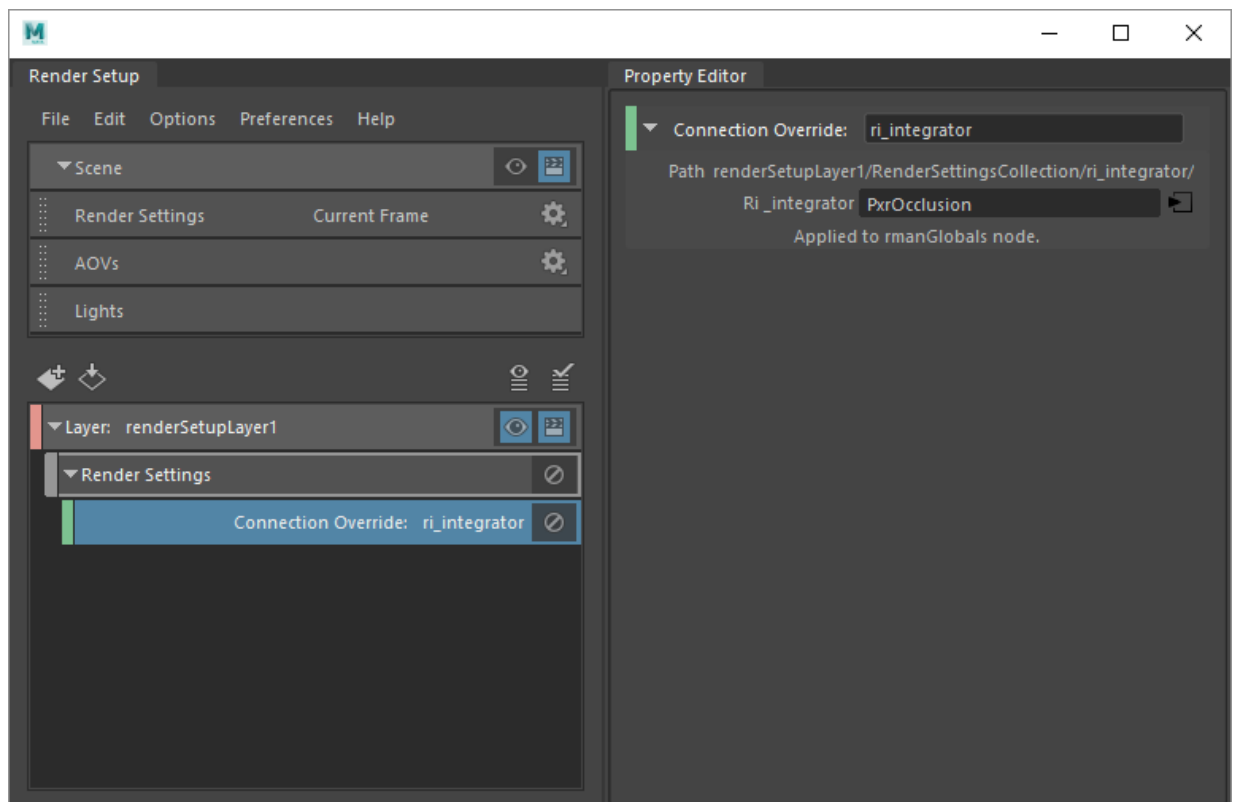 M
Render Setup
File Edit Options Preferences Help
Scene
Render Settings Current Frame
AOVs
Lights
Layer: renderSetupLayer1
Render Settings
Connection Override: ri_integrator
Property Editor
Connection Override: ri_integrator
Path renderSetupLayer1/RenderSettingsCollection/ri_integrator/
Ri _integrator PxrOcclusion
Applied to rmanGlobals node.